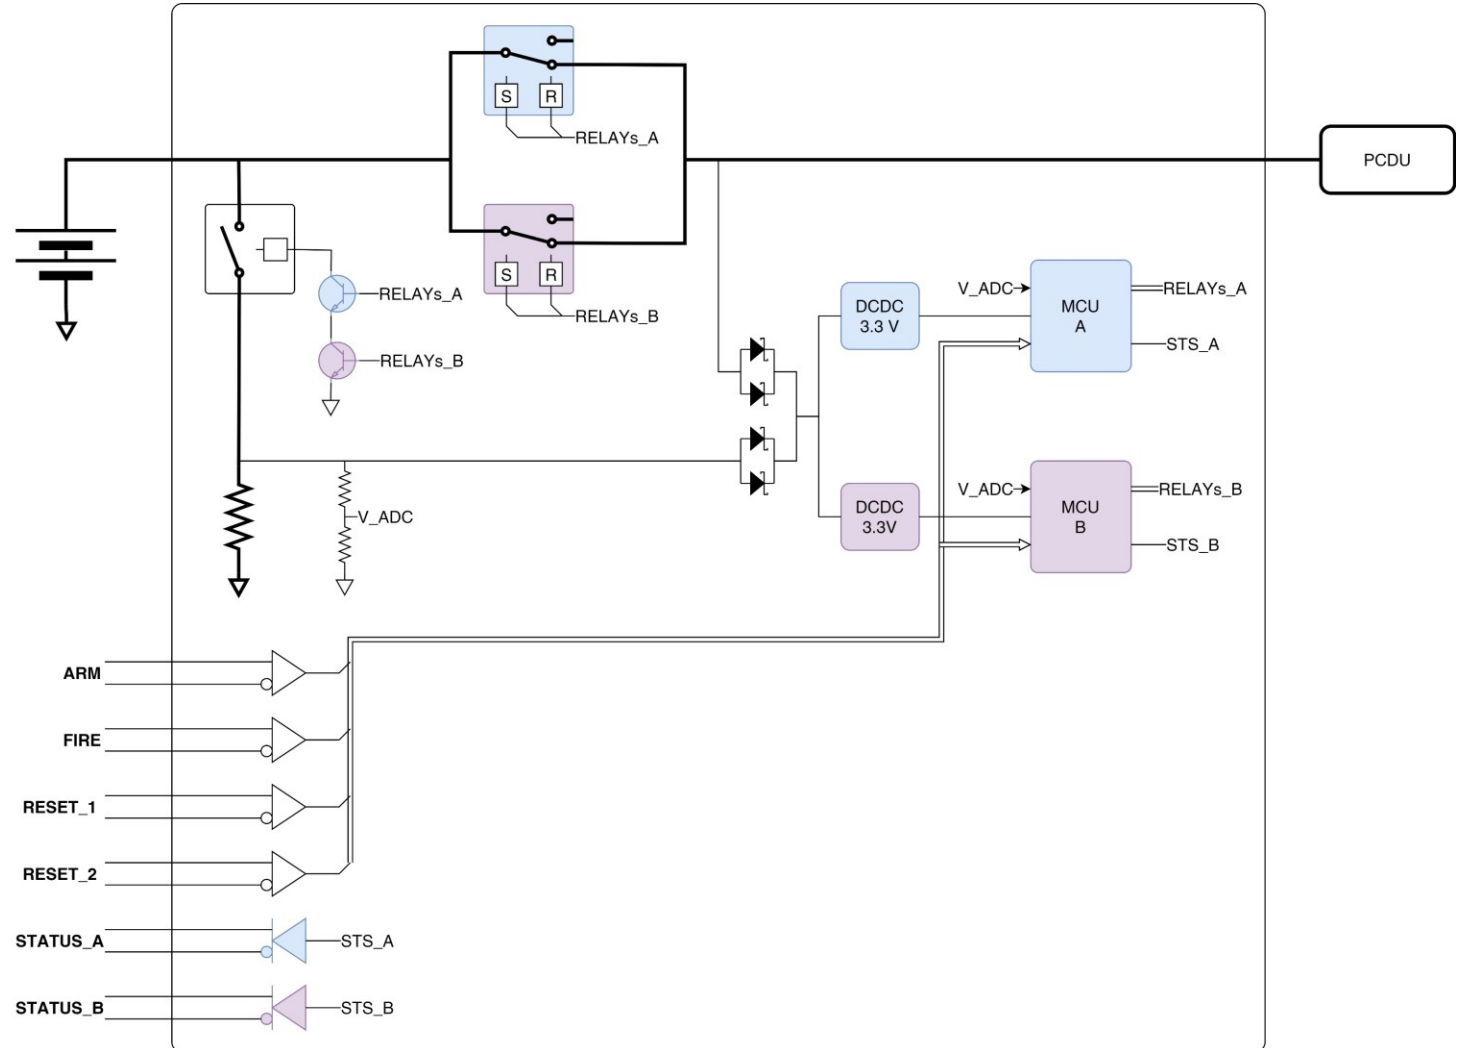 S
R
RELAYs_A
PCDU
S
R
RELAYs_B
RELAYs_A
RELAYs_B
DCDC
3.3 V
V_ADC
MCU
A
RELAYs_A
STS_A
DCDC
3.3V
V_ADC
MCU
B
RELAYs_B
STS_B
V_ADC
ARM
FIRE
RESET_1
RESET_2
STATUS_A
STS_A
STATUS_B
STS_B